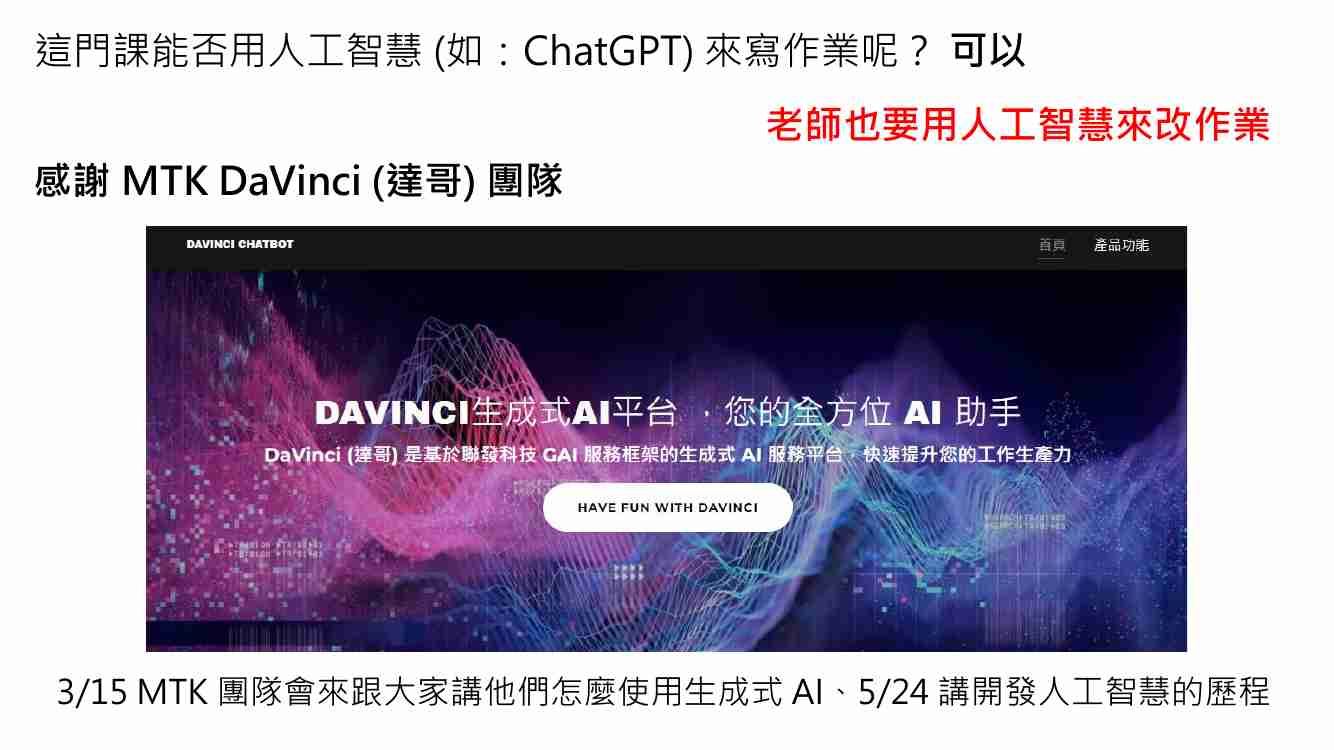 這門課能否用人工智慧 (如：ChatGPT) 來寫作業呢？ 可以
老師也要用人工智慧來改作業
感謝 MTK DaVinci (達哥) 團隊
DAVINCI CHATBOT
首頁 產品功能
DAVINCI生成式AI平台 ，您的全方位 AI 助手
DaVinci (達哥) 是基於聯發科技 GAI 服務框架的生成式 AI 服務平台，快速提升您的工作生產力
HAVE FUN WITH DAVINCI
3/15 MTK 團隊會來跟大家講他們怎麼使用生成式 AI、5/24 講開發人工智慧的歷程